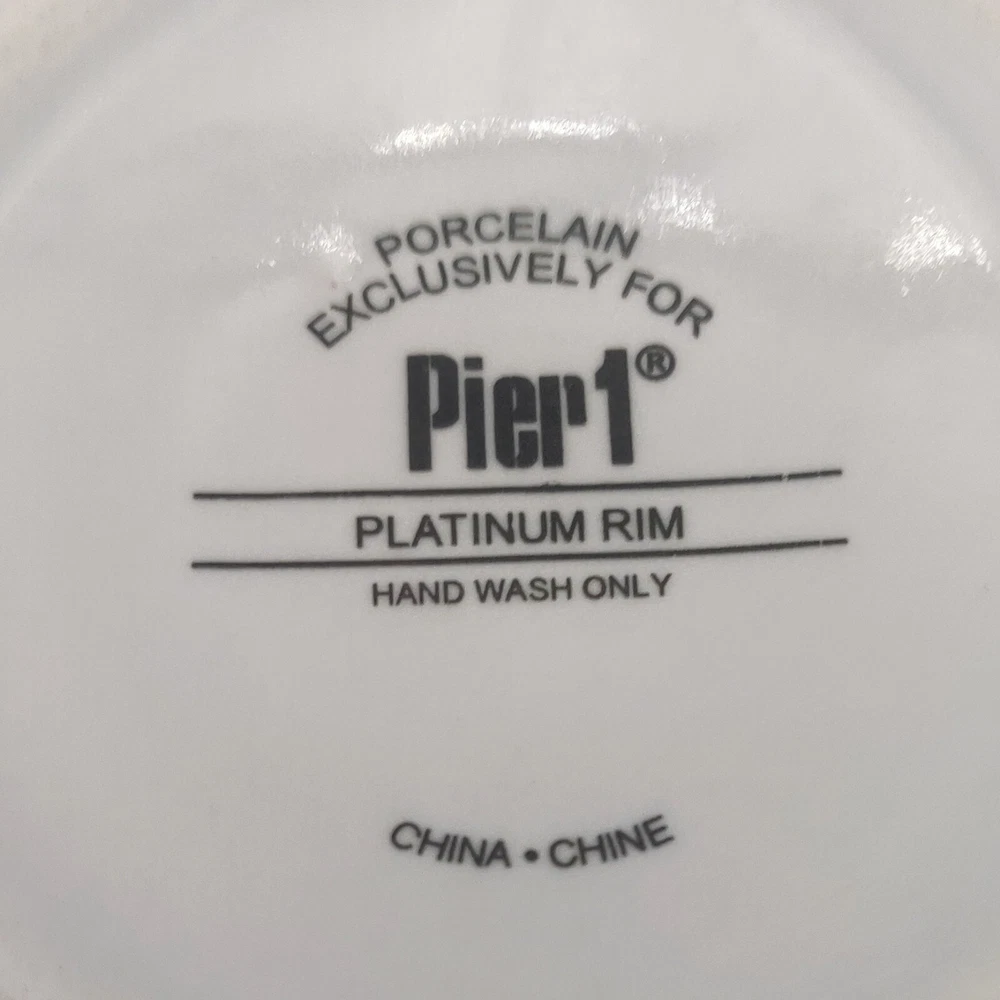 PORCELAIN
EXCLUSIVELY FOR
Pier1®
PLATINUM RIM
HAND WASH ONLY
CHINA • CHINE